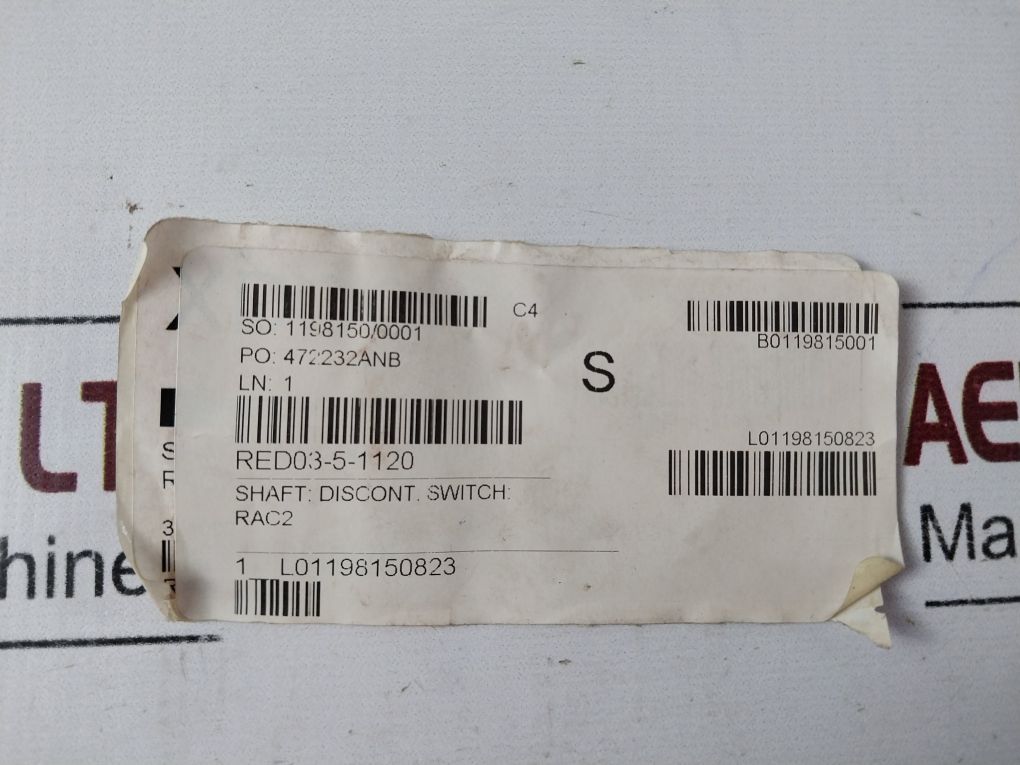 SO: 1198150/0001
C4
B0119815001
PO: 472232ANB
S
LN: 1
L01198150823
RED03-5-1120
SHAFT: DISCONT. SWITCH:
RAC2
1 L01198150823
LT
AE
hine
Ma
S
R
3